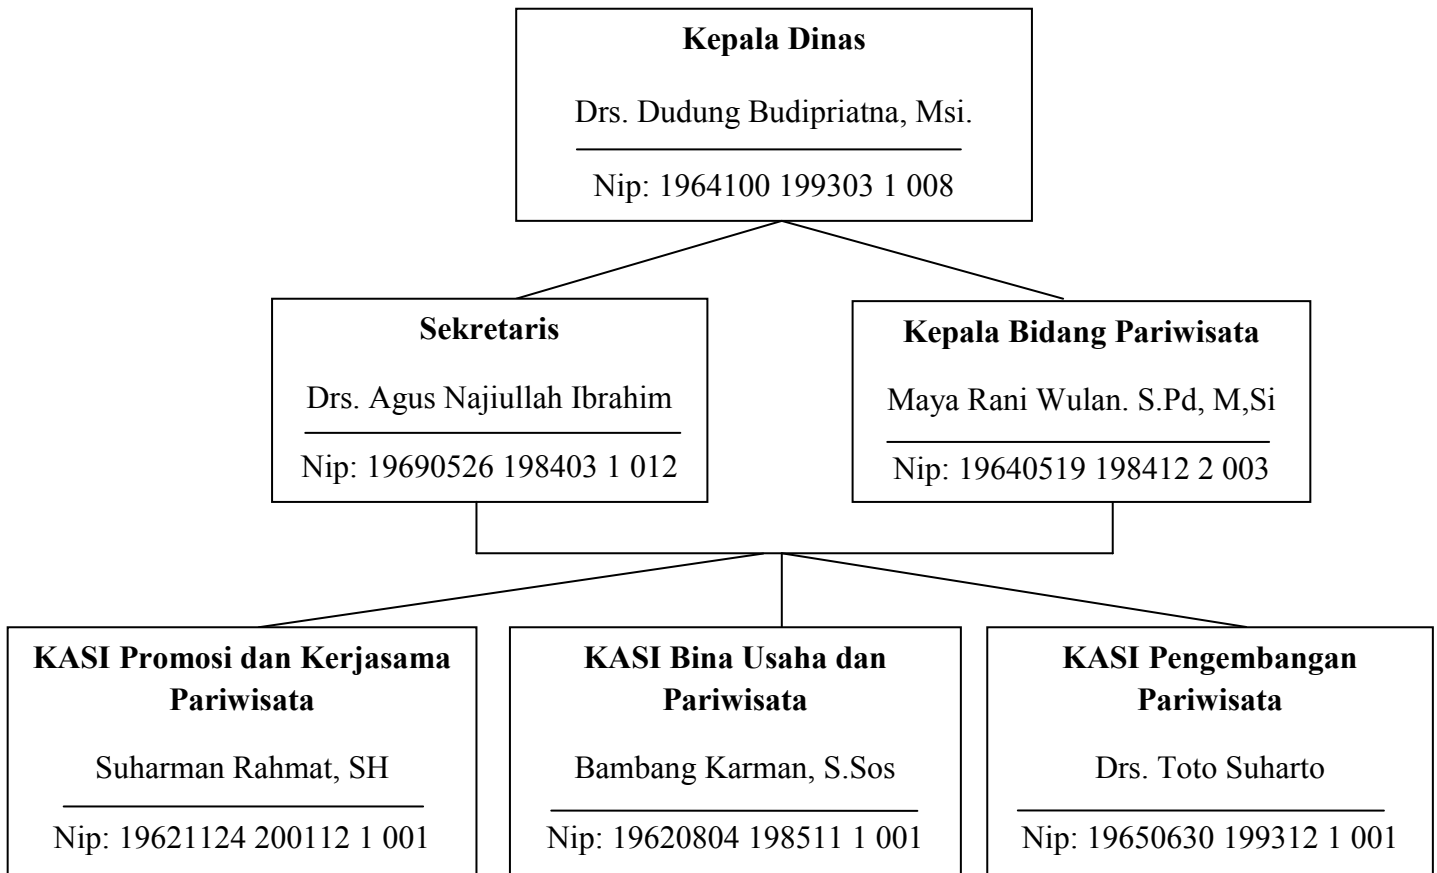 Kepala Dinas
Drs. Dudung Budipriatna, Msi.
Nip: 1964100 199303 1 008
Sekretaris
Drs. Agus Najiullah Ibrahim
Nip: 19690526 198403 1 012
Kepala Bidang Pariwisata
Maya Rani Wulan. S.Pd, M,Si
Nip: 19640519 198412 2 003
KASI Promosi dan Kerjasama
Pariwisata
Suharman Rahmat, SH
Nip: 19621124 200112 1 001
KASI Bina Usaha dan
Pariwisata
Bambang Karman, S.Sos
Nip: 19620804 198511 1 001
KASI Pengembangan
Pariwisata
Drs. Toto Suharto
Nip: 19650630 199312 1 001